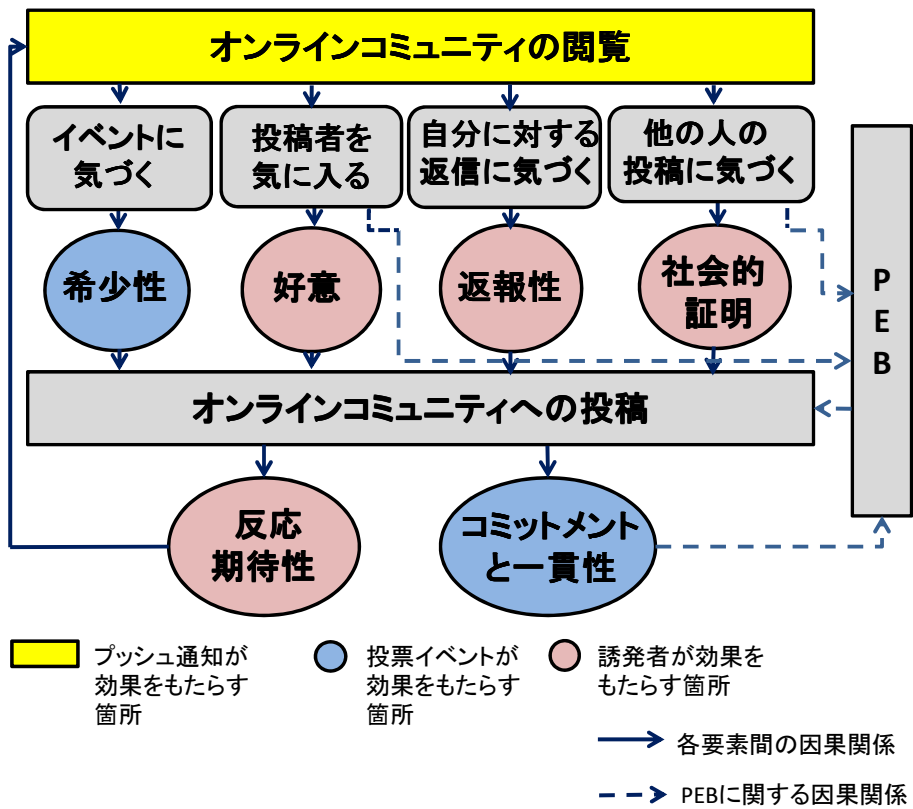 オンラインコミュニティの閲覧
イベントに
気づく
投稿者を
気に入る
自分に対する
返信に気づく
他の人の
投稿に気づく
希少性
好意
返報性
社会的
証明
P
E
B
オンラインコミュニティへの投稿
反応
期待性
コミットメント
と一貫性
プッシュ通知が
効果をもたらす
箇所
投票イベントが
効果をもたらす
箇所
誘発者が効果を
もたらす箇所
各要素間の因果関係
PEBに関する因果関係